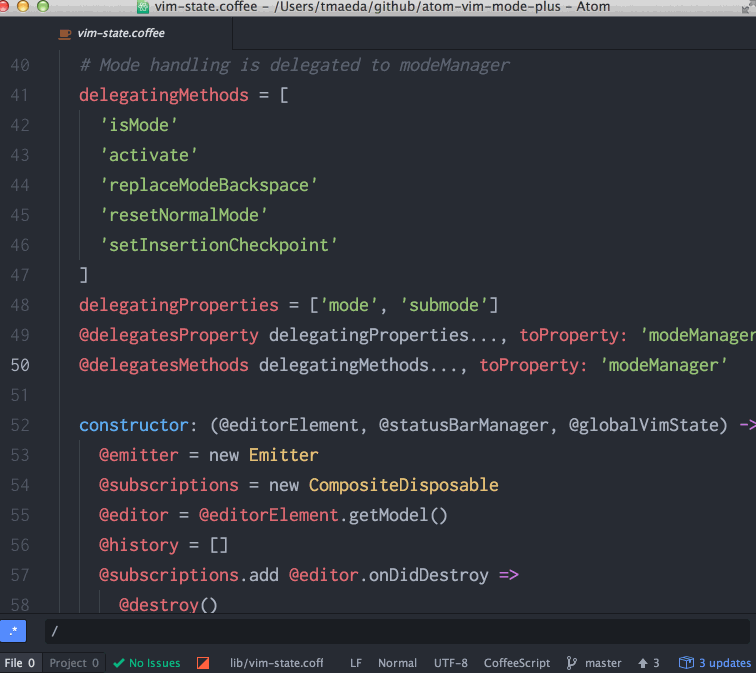 vim-state.coffee – /Users/tmaeda/github/atom-vim-mode-plus – Atom
vim-state.coffee
40 # Mode handling is delegated to modeManager
41 delegatingMethods = [
42 'isMode'
43 'activate'
44 'replaceModeBackspace'
45 'resetNormalMode'
46 'setInsertionCheckpoint'
47 ]
48 delegatingProperties = ['mode', 'submode']
49 @delegatesProperty delegatingProperties..., toProperty: 'modeManager
50 @delegatesMethods delegatingMethods..., toProperty: 'modeManager'
51
52 constructor: (@editorElement, @statusBarManager, @globalVimState) ->
53 @emitter = new Emitter
54 @subscriptions = new CompositeDisposable
55 @editor = @editorElement.getModel()
56 @history = []
57 @subscriptions.add @editor.onDidDestroy =>
58 @destroy()
.* /
File 0 Project 0 No Issues lib/vim-state.coff LF Normal UTF-8 CoffeeScript master 3 3 updates